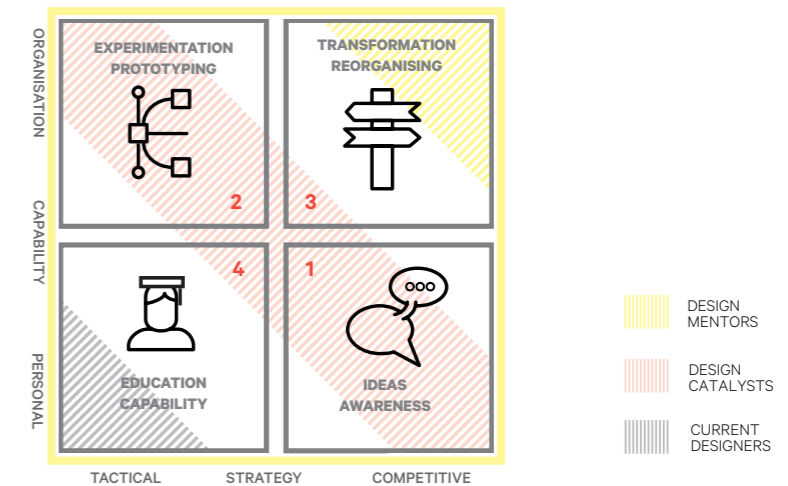 ORGANISATION
CAPABILITY
PERSONAL
EXPERIMENTATION
PROTOTYPING
2
TRANSFORMATION
REORGANISING
3
4
EDUCATION
CAPABILITY
1
IDEAS
AWARENESS
TACTICAL
STRATEGY
COMPETITIVE
DESIGN
MENTORS
DESIGN
CATALYSTS
CURRENT
DESIGNERS